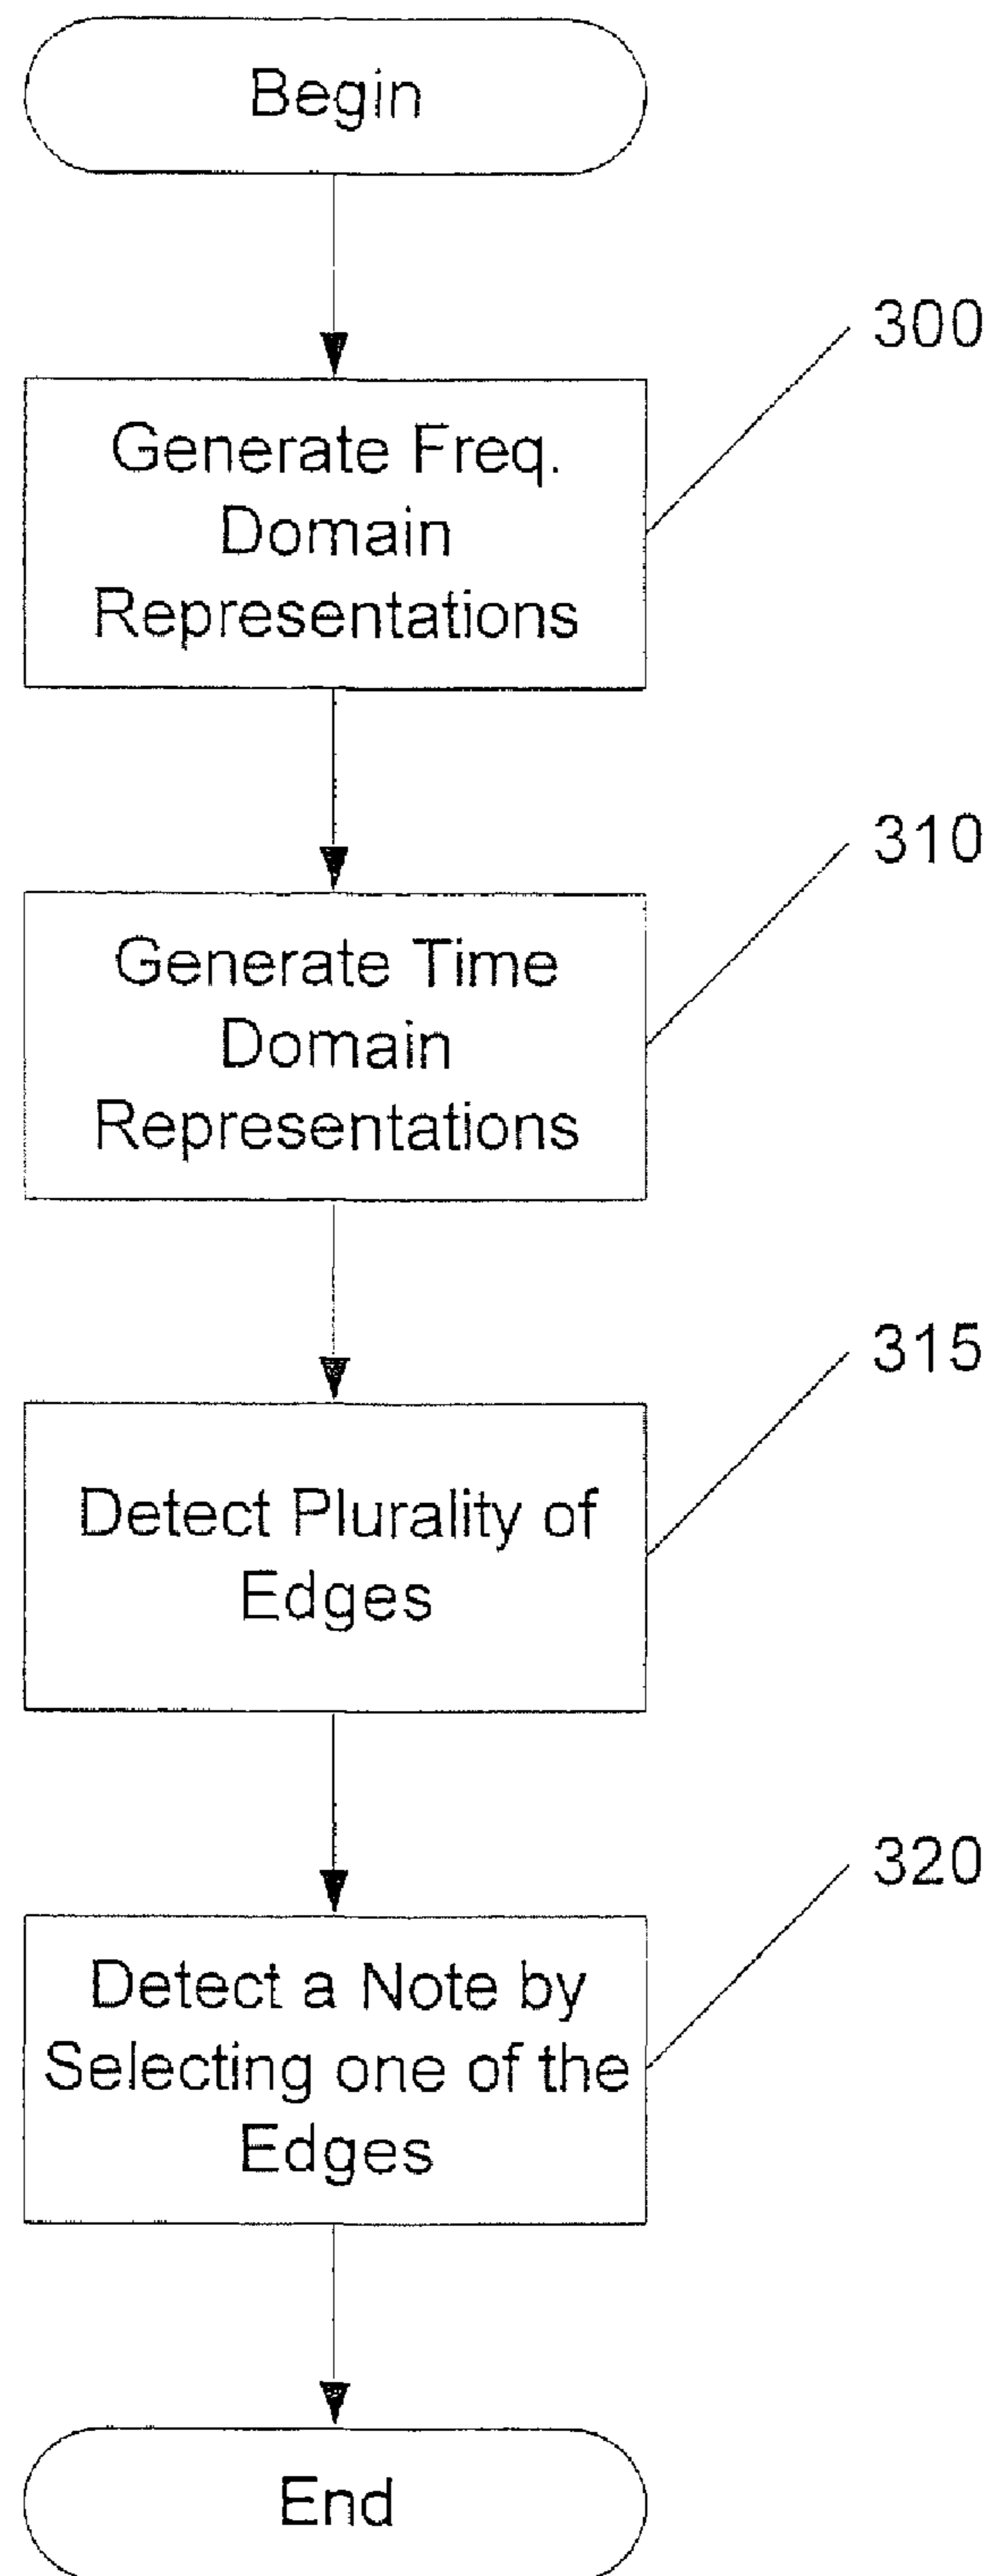 Begin
300
Generate Freq.
Domain
Representations
310
Generate Time
Domain
Representations
315
Detect Plurality of
Edges
320
Detect a Note by
Selecting one of the
Edges
End